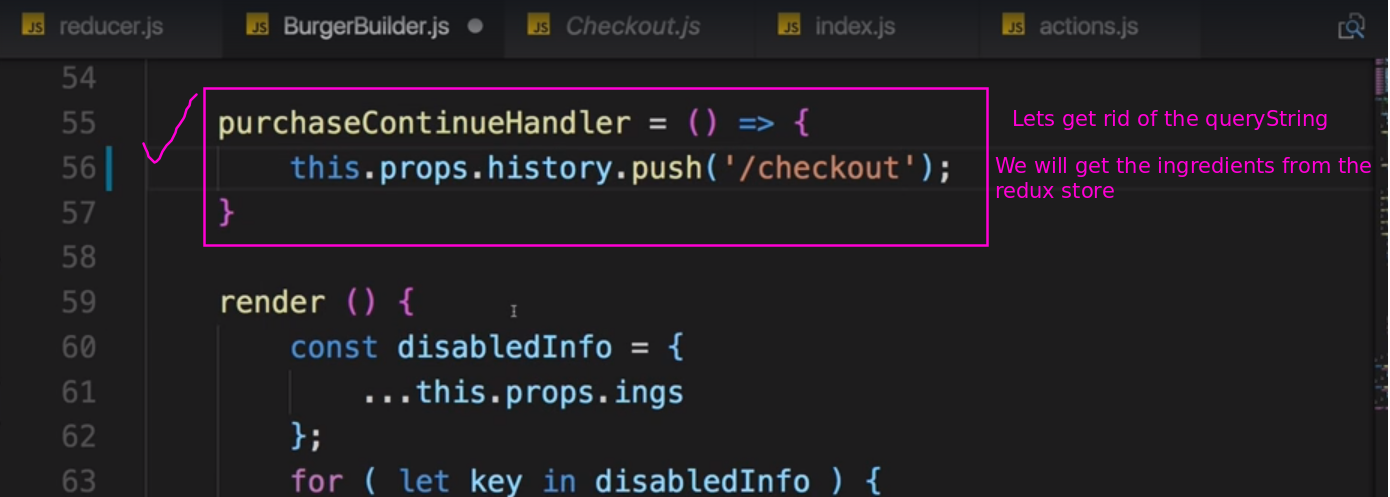 JS reducer.js JS BurgerBuilder.js JS Checkout.js JS index.js JS actions.js
54
55 purchaseContinueHandler = () => { Lets get rid of the queryString
56 this.props.history.push('/checkout'); We will get the ingredients from the
redux store
57 }
58
59 render () {
60 const disabledInfo = {
61 ...this.props.ings
62 };
63 for ( let key in disabledInfo ) {